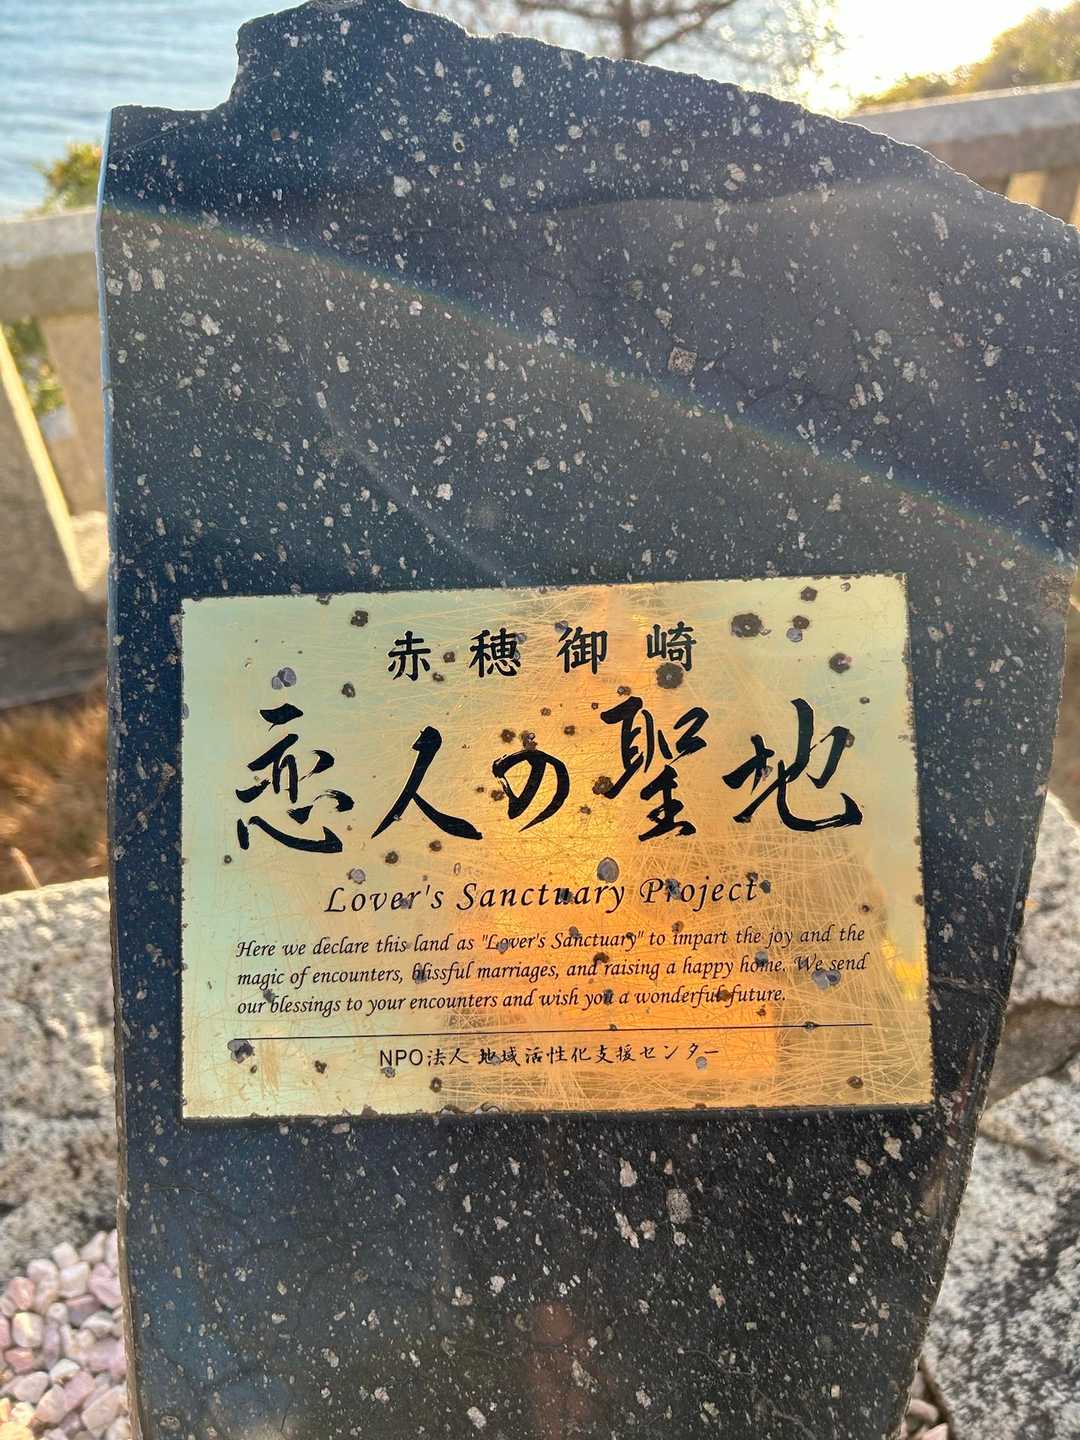 赤穂御崎
恋人の聖地
Lover's Sanctuary Project
Here we declare this land as "Lover's Sanctuary" to impart the joy and the
magic of encounters, blissful marriages, and raising a happy home. We send
our blessings to your encounters and wish you a wonderful future.
NPO法人 地域活性化支援センター